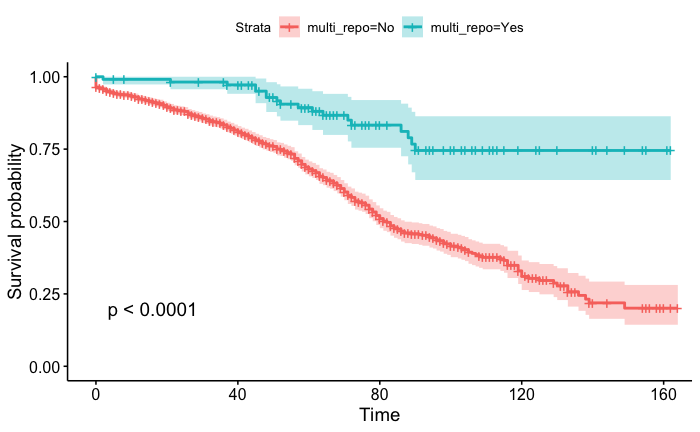 Strata multi_repo=No multi_repo=Yes
Survival probability
1.00
0.75
0.50
0.25
0.00
p < 0.0001
0 40 80 120 160
Time